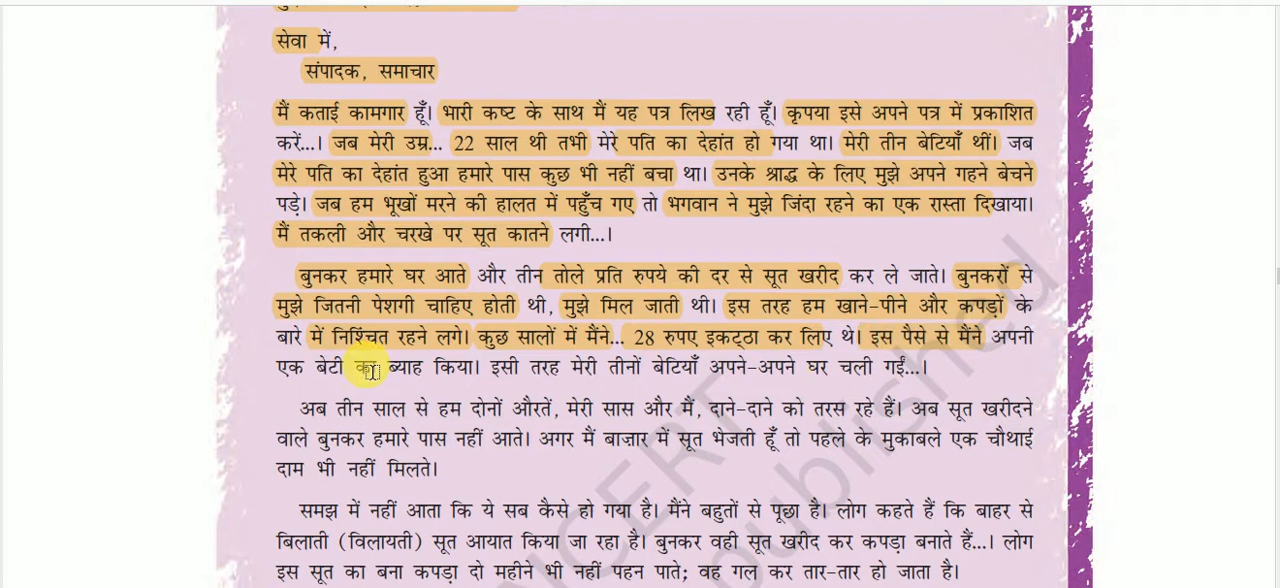 सेवा में,
संपादक, समाचार
मैं कताई कामगार हूँ। भारी कष्ट के साथ मैं यह पत्र लिख रही हूँ। कृपया इसे अपने पत्र में प्रकाशित
करें...। जब मेरी उम्र... 22 साल थी तभी मेरे पति का देहांत हो गया था। मेरी तीन बेटियाँ थीं। जब
मेरे पति का देहांत हुआ हमारे पास कुछ भी नहीं बचा था। उनके श्राद्ध के लिए मुझे अपने गहने बेचने
पड़े। जब हम भूखों मरने की हालत में पहुँच गए तो भगवान ने मुझे जिंदा रहने का एक रास्ता दिखाया।
मैं तकली और चरखे पर सूत कातने लगी...।
बुनकर हमारे घर आते और तीन तोले प्रति रुपये की दर से सूत खरीद कर ले जाते। बुनकरों से
मुझे जितनी पेशगी चाहिए होती थी, मुझे मिल जाती थी। इस तरह हम खाने-पीने और कपड़ों के
बारे में निश्चिंत रहने लगे। कुछ सालों में मैंने... 28 रुपए इकट्ठा कर लिए थे। इस पैसे से मैंने अपनी
एक बेटी का ब्याह किया। इसी तरह मेरी तीनों बेटियाँ अपने-अपने घर चली गईं...।
अब तीन साल से हम दोनों औरतें, मेरी सास और मैं, दाने-दाने को तरस रहे हैं। अब सूत खरीदने
वाले बुनकर हमारे पास नहीं आते। अगर मैं बाजार में सूत भेजती हूँ तो पहले के मुकाबले एक चौथाई
दाम भी नहीं मिलते।
समझ में नहीं आता कि ये सब कैसे हो गया है। मैंने बहुतों से पूछा है। लोग कहते हैं कि बाहर से
बिलाती (विलायती) सूत आयात किया जा रहा है। बुनकर वही सूत खरीद कर कपड़ा बनाते हैं...। लोग
इस सूत का बना कपड़ा दो महीने भी नहीं पहन पाते; वह गल कर तार-तार हो जाता है।
NCERT
published